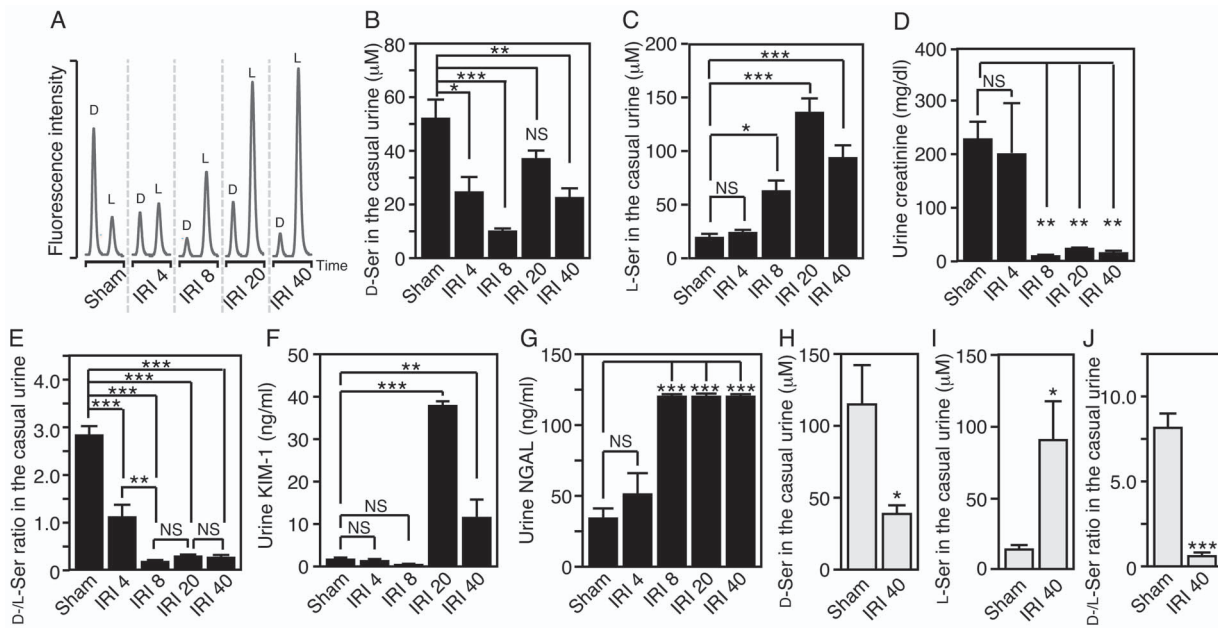 A
Fluorescence intensity
D
L
D
L
D
L
D
L
D
L
Time
Sham
IRI 4
IRI 8
IRI 20
IRI 40
B
D-Ser in the casual urine (μM)
80
60
40
20
0
**
***
*
NS
Sham
IRI 4
IRI 8
IRI 20
IRI 40
C
L-Ser in the casual urine (μM)
200
150
100
50
0
***
***
*
NS
Sham
IRI 4
IRI 8
IRI 20
IRI 40
D
Urine creatinine (mg/dl)
400
300
200
100
0
NS
** ** **
Sham
IRI 4
IRI 8
IRI 20
IRI 40
E
D-/L-Ser ratio in the casual urine
4.0
3.0
2.0
1.0
0
***
***
***
***
**
NS
NS
Sham
IRI 4
IRI 8
IRI 20
IRI 40
F
Urine KIM-1 (ng/ml)
50
40
30
20
10
0
**
***
NS
NS
Sham
IRI 4
IRI 8
IRI 20
IRI 40
G
Urine NGAL (ng/ml)
150
100
50
0
NS
*** *** ***
Sham
IRI 4
IRI 8
IRI 20
IRI 40
H
D-Ser in the casual urine (μM)
150
100
50
0
*
Sham
IRI 40
I
L-Ser in the casual urine (μM)
150
100
50
0
*
Sham
IRI 40
J
D-/L-Ser ratio in the casual urine
10.0
5.0
0
***
Sham
IRI 40